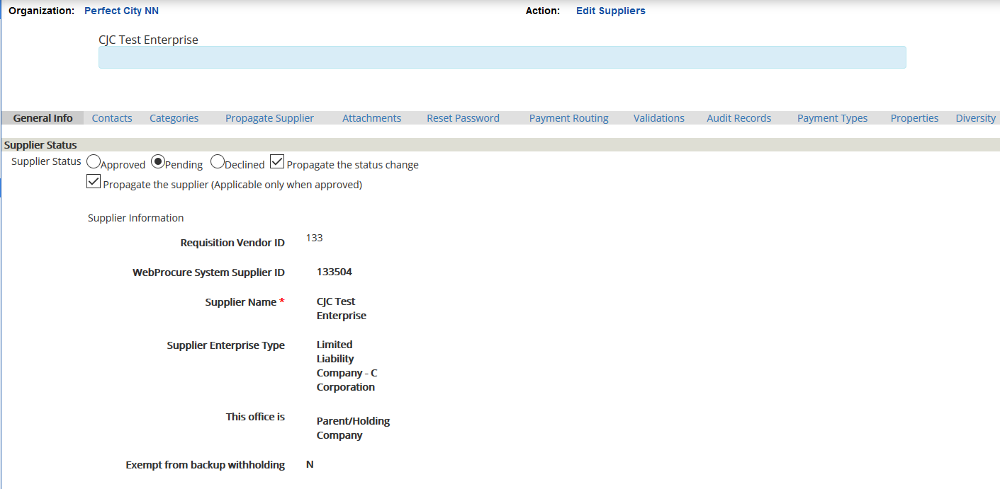 Organization: Perfect City NN Action: Edit Suppliers
CJC Test Enterprise
General Info Contacts Categories Propagate Supplier Attachments Reset Password Payment Routing Validations Audit Records Payment Types Properties Diversity
Supplier Status
Supplier Status Approved Pending Declined Propagate the status change
Propagate the supplier (Applicable only when approved)
Supplier Information
Requisition Vendor ID 133
WebProcure System Supplier ID 133504
Supplier Name * CJC Test
Enterprise
Supplier Enterprise Type Limited
Liability
Company - C
Corporation
This office is Parent/Holding
Company
Exempt from backup withholding N